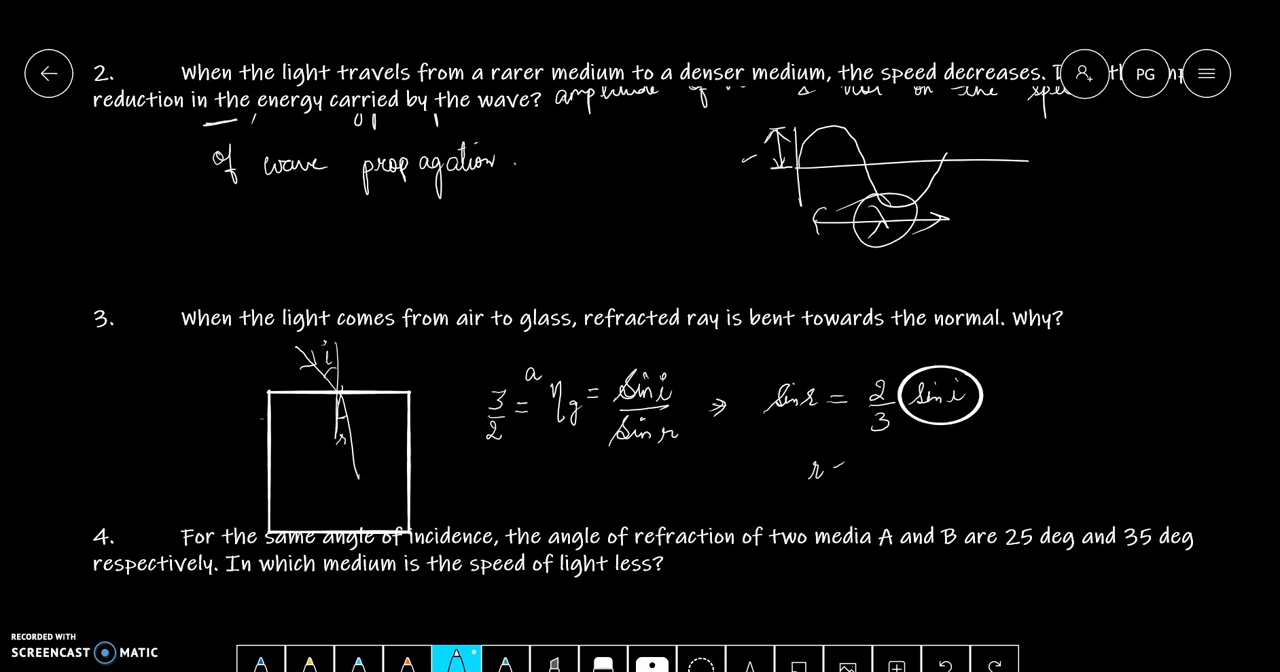 2. When the light travels from a rarer medium to a denser medium, the speed decreases.
PG
reduction in the energy carried by the wave? amplitude of on the
of wave propagation.
λ
3. When the light comes from air to glass, refracted ray is bent towards the normal. Why?
i
r
3/2 = aηg = sin i / sin r ⇒ sin r = 2/3 sin i
r
4. For the same angle of incidence, the angle of refraction of two media A and B are 25 deg and 35 deg
respectively. In which medium is the speed of light less?
RECORDED WITH
SCREENCAST MATIC